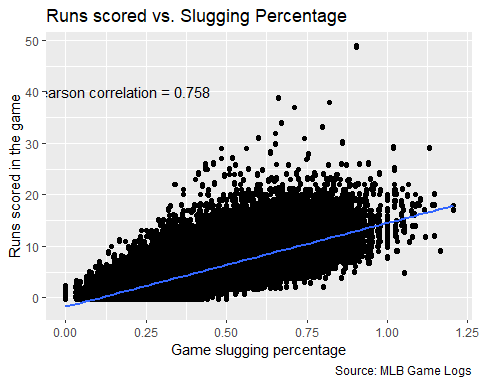 Runs scored vs. Slugging Percentage
50
40
30
20
10
0
earson correlation = 0.758
Runs scored in the game
0.00 0.25 0.50 0.75 1.00 1.25
Game slugging percentage
Source: MLB Game Logs